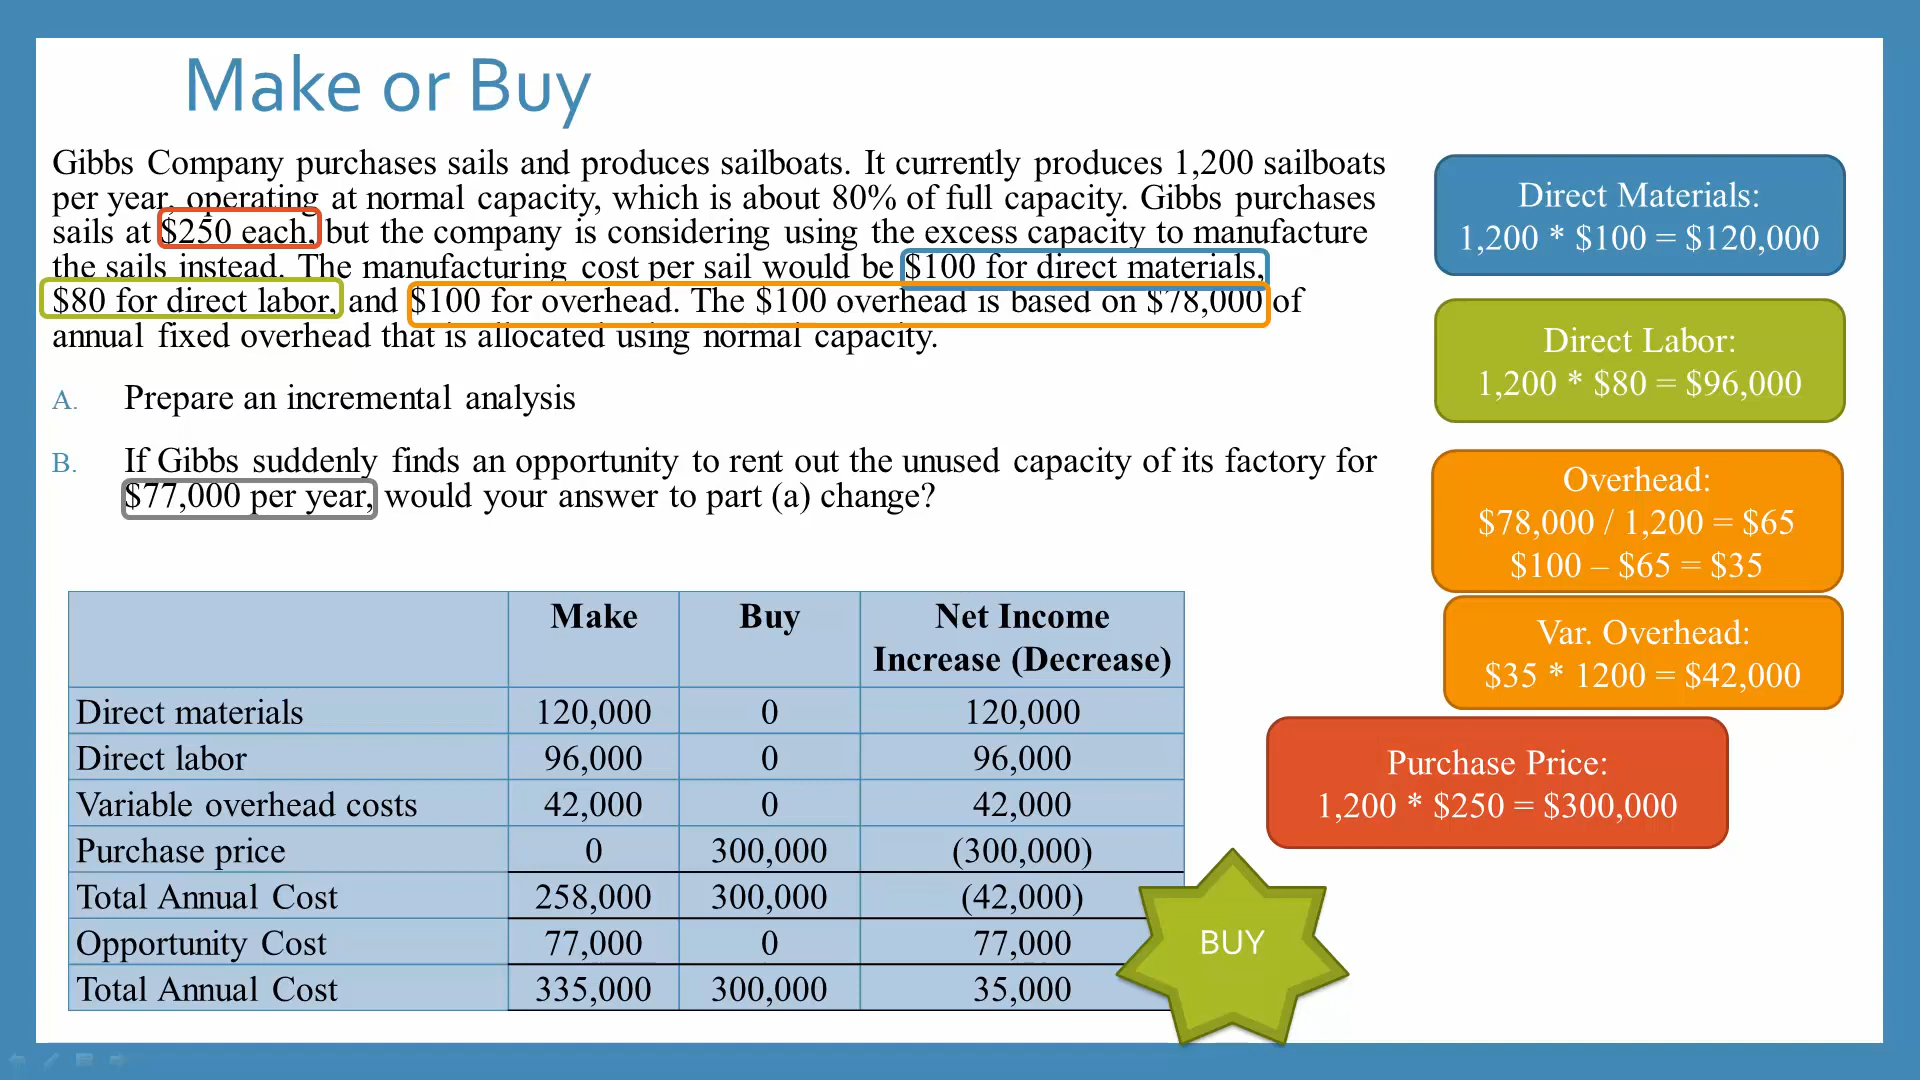 Make or Buy
Gibbs Company purchases sails and produces sailboats. It currently produces 1,200 sailboats
per year, operating at normal capacity, which is about 80% of full capacity. Gibbs purchases
sails at $250 each, but the company is considering using the excess capacity to manufacture
the sails instead. The manufacturing cost per sail would be $100 for direct materials,
$80 for direct labor, and $100 for overhead. The $100 overhead is based on $78,000 of
annual fixed overhead that is allocated using normal capacity.
A. Prepare an incremental analysis
B. If Gibbs suddenly finds an opportunity to rent out the unused capacity of its factory for
$77,000 per year, would your answer to part (a) change?
Direct Materials:
1,200 * $100 = $120,000
Direct Labor:
1,200 * $80 = $96,000
Overhead:
$78,000 / 1,200 = $65
$100 – $65 = $35
Var. Overhead:
$35 * 1200 = $42,000
Purchase Price:
1,200 * $250 = $300,000
Make Buy Net Income
Increase (Decrease)
Direct materials 120,000 0 120,000
Direct labor 96,000 0 96,000
Variable overhead costs 42,000 0 42,000
Purchase price 0 300,000 (300,000)
Total Annual Cost 258,000 300,000 (42,000)
Opportunity Cost 77,000 0 77,000
Total Annual Cost 335,000 300,000 35,000
BUY